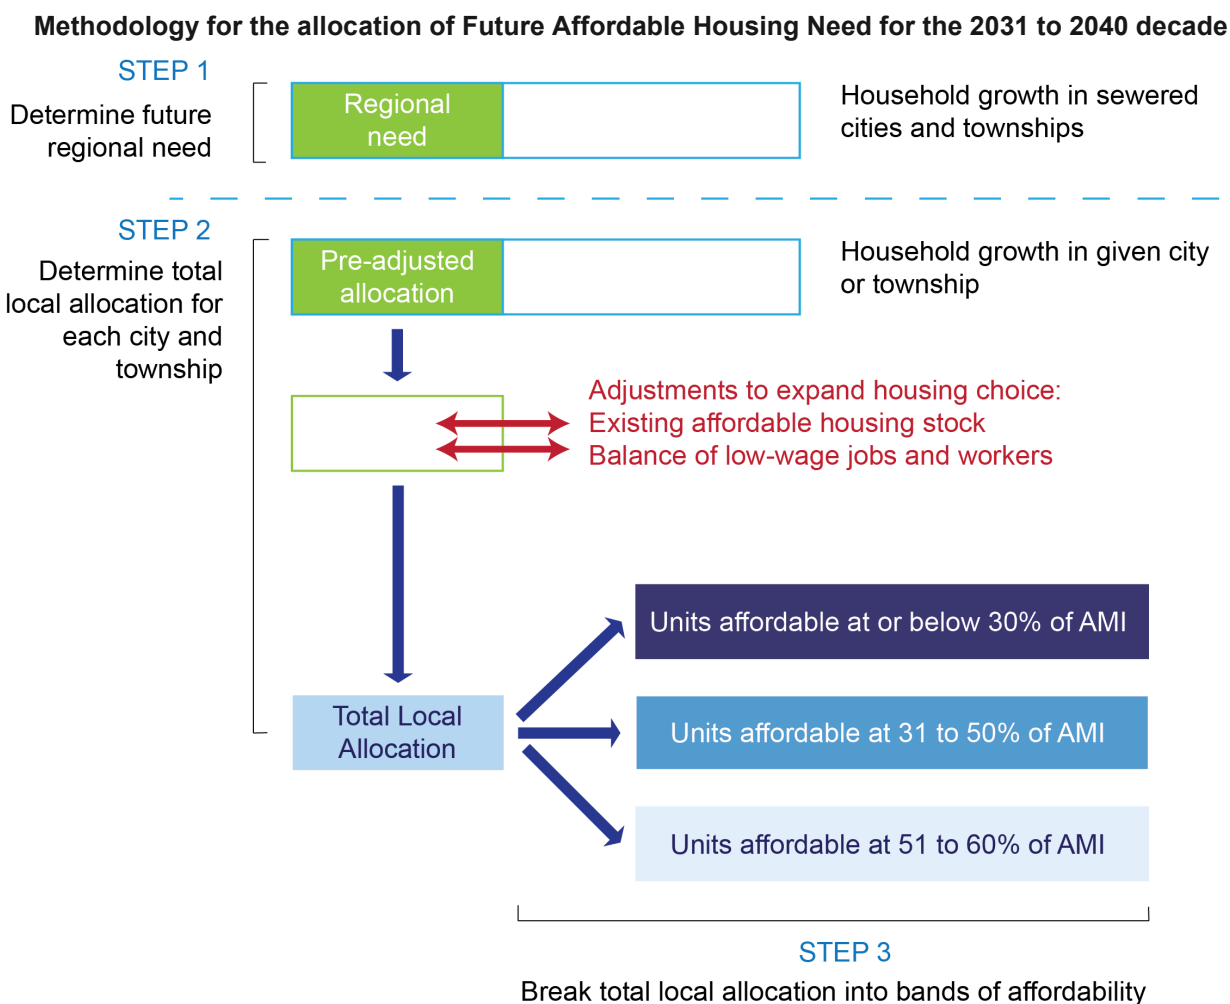 Methodology for the allocation of Future Affordable Housing Need for the 2031 to 2040 decade
STEP 1
Determine future
regional need
Regional
need
Household growth in sewered
cities and townships
STEP 2
Determine total
local allocation for
each city and
township
Pre-adjusted
allocation
Household growth in given city
or township
Adjustments to expand housing choice:
Existing affordable housing stock
Balance of low-wage jobs and workers
Total Local
Allocation
Units affordable at or below 30% of AMI
Units affordable at 31 to 50% of AMI
Units affordable at 51 to 60% of AMI
STEP 3
Break total local allocation into bands of affordability